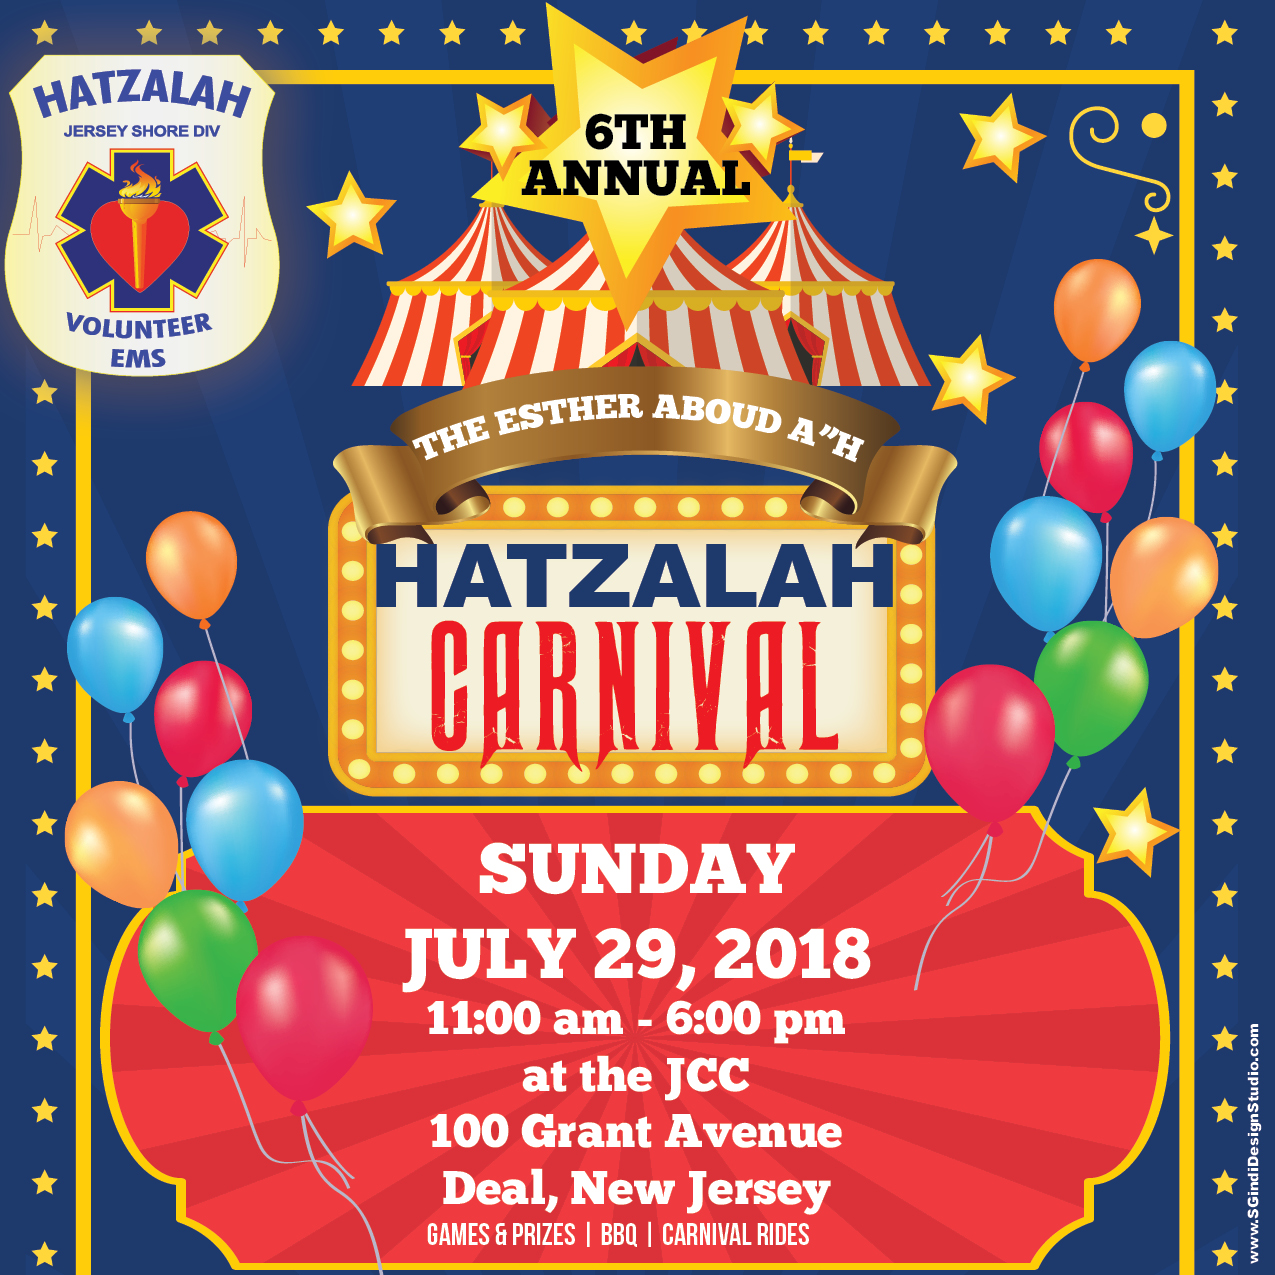 HATZALAH
JERSEY SHORE DIV
VOLUNTEER
EMS
6TH
ANNUAL
THE ESTHER ABOUD A”H
HATZALAH
CARNIVAL
SUNDAY
JULY 29, 2018
11:00 am - 6:00 pm
at the JCC
100 Grant Avenue
Deal, New Jersey
GAMES & PRIZES | BBQ | CARNIVAL RIDES
www.SGindiDesignStudio.com